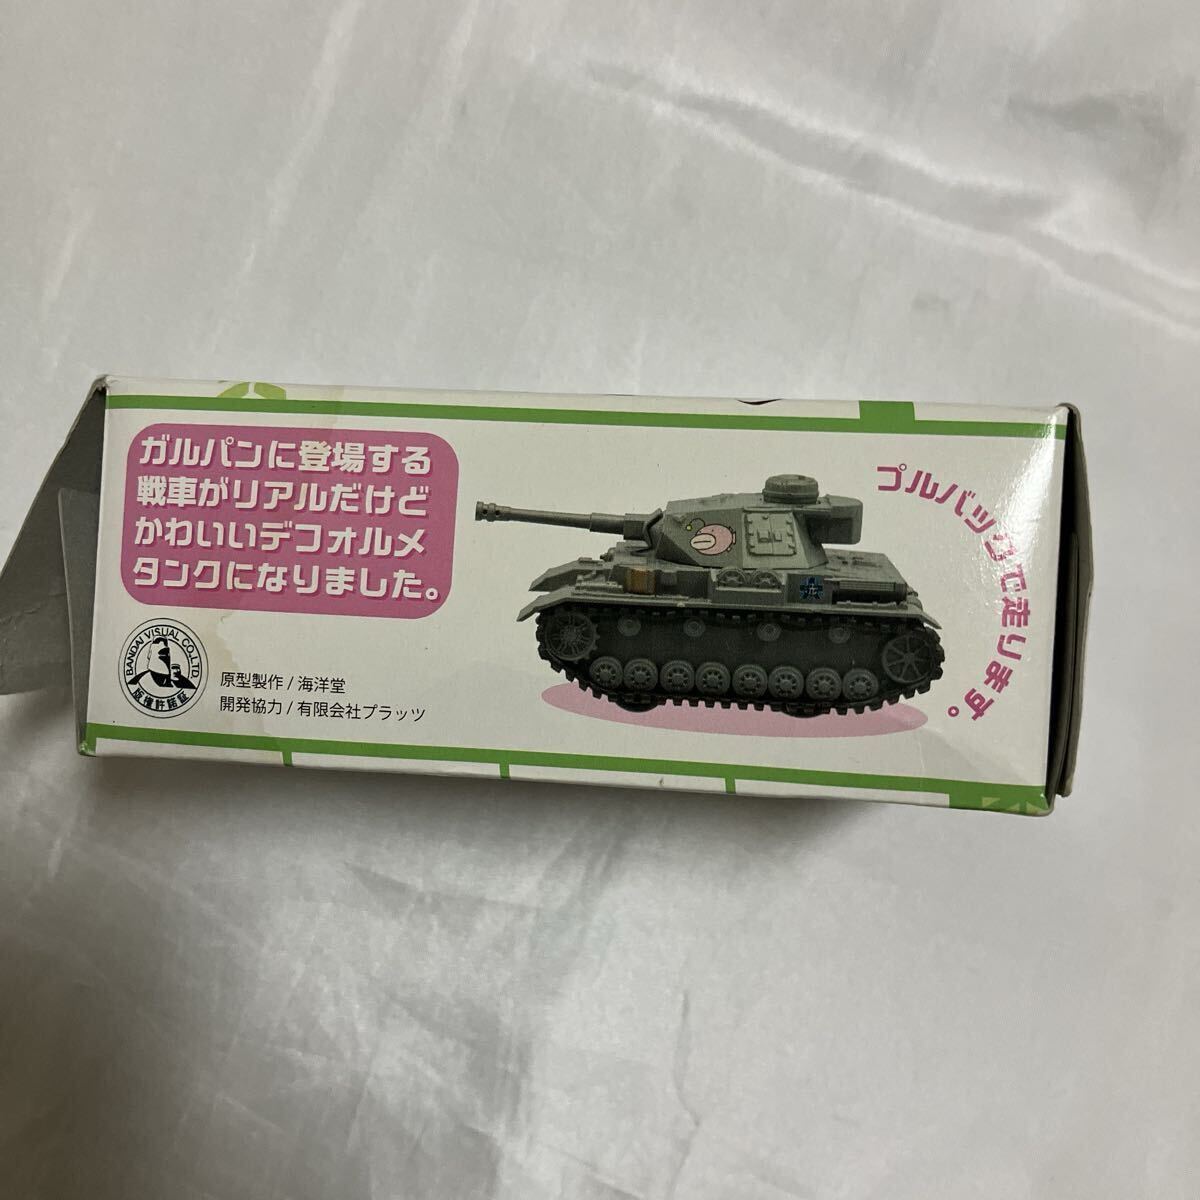 ガルパンに登場する
戦車がリアルだけど
かわいいデフォルメ
タンクになりました。
プルバックで走ります。
BANDAI VISUAL CO.,LTD.
版権許諾証
原型製作 / 海洋堂
開発協力 / 有限会社プラッツ